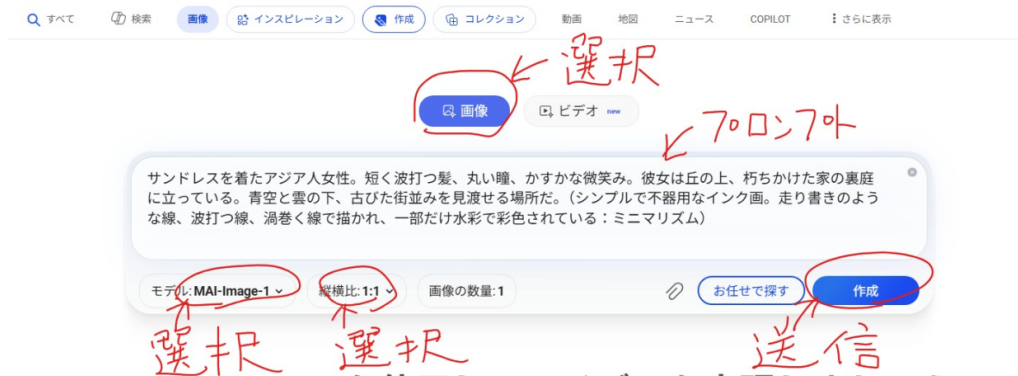 すべて 検索 画像 インスピレーション 作成 コレクション 動画 地図 ニュース COPILOT さらに表示
選択
画像 ビデオ new
プロンプト
サンドレスを着たアジア人女性。短く波打つ髪、丸い瞳、かすかな微笑み。彼女は丘の上、朽ちかけた家の裏庭
に立っている。青空と雲の下、古びた街並みを見渡せる場所だ。（シンプルで不器用なインク画。走り書きのよう
な線、波打つ線、渦巻く線で描かれ、一部だけ水彩で彩色されている：ミニマリズム）
モデル: MAI-Image-1 縦横比: 1:1 画像の数量: 1 お任せで探す 作成
選択 選択 送信